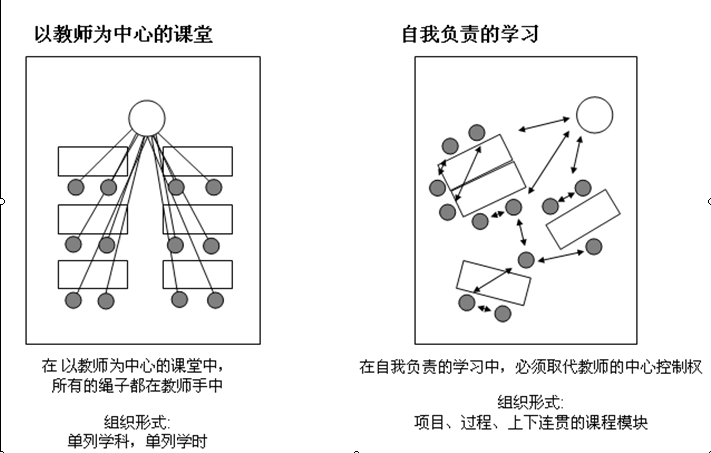 以教师为中心的课堂
自我负责的学习
在以教师为中心的课堂中，
所有的绳子都在教师手中
组织形式:
单列学科，单列学时
在自我负责的学习中，必须取代教师的中心控制权
组织形式:
项目、过程、上下连贯的课程模块